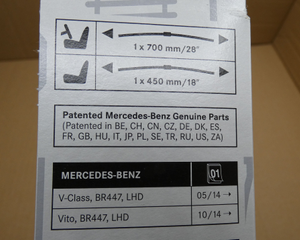 1 x 700 mm/28"
1 x 450 mm/18"
Patented Mercedes-Benz Genuine Parts
(Patented in BE, CH, CN, CZ, DE, DK, ES,
FR, GB, HU, IT, JP, PL, SE, TR, RU, US, ZA)
MERCEDES-BENZ 01
V-Class, BR447, LHD 05/14 →
Vito, BR447, LHD 10/14 →